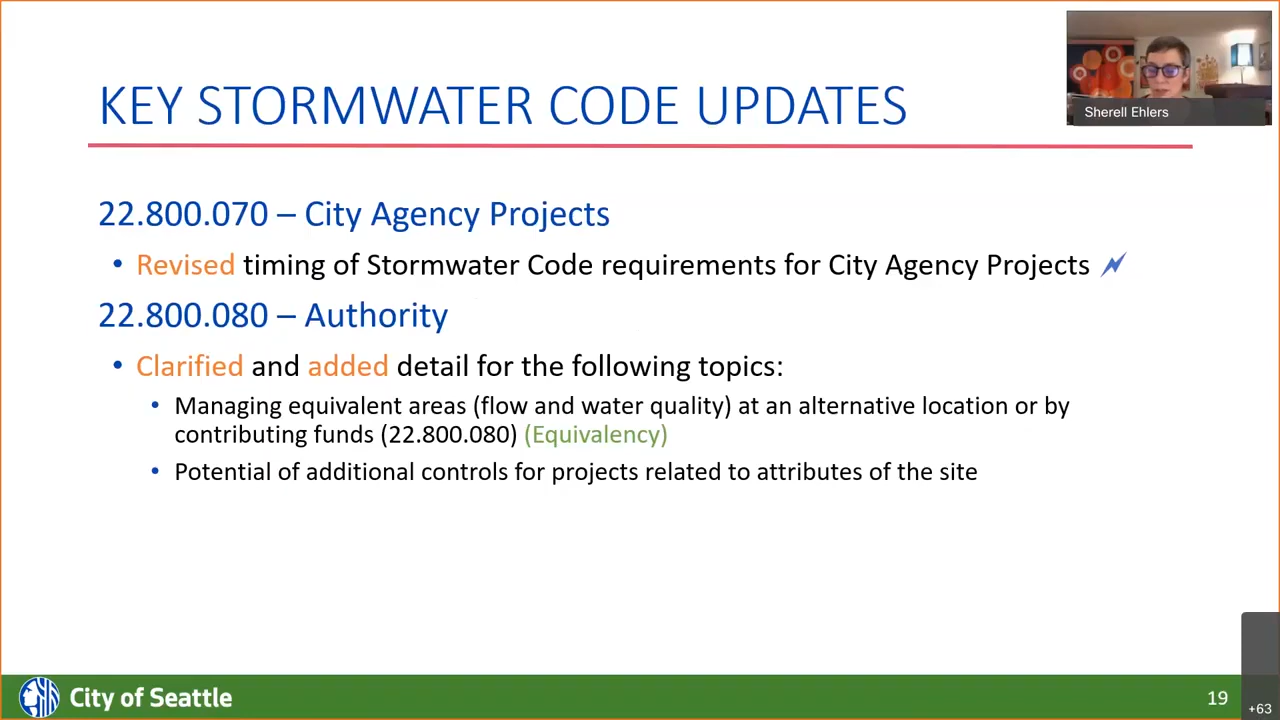 KEY STORMWATER CODE UPDATES
Sherell Ehlers
22.800.070 – City Agency Projects
• Revised timing of Stormwater Code requirements for City Agency Projects
22.800.080 – Authority
• Clarified and added detail for the following topics:
• Managing equivalent areas (flow and water quality) at an alternative location or by
contributing funds (22.800.080) (Equivalency)
• Potential of additional controls for projects related to attributes of the site
City of Seattle
19
+63